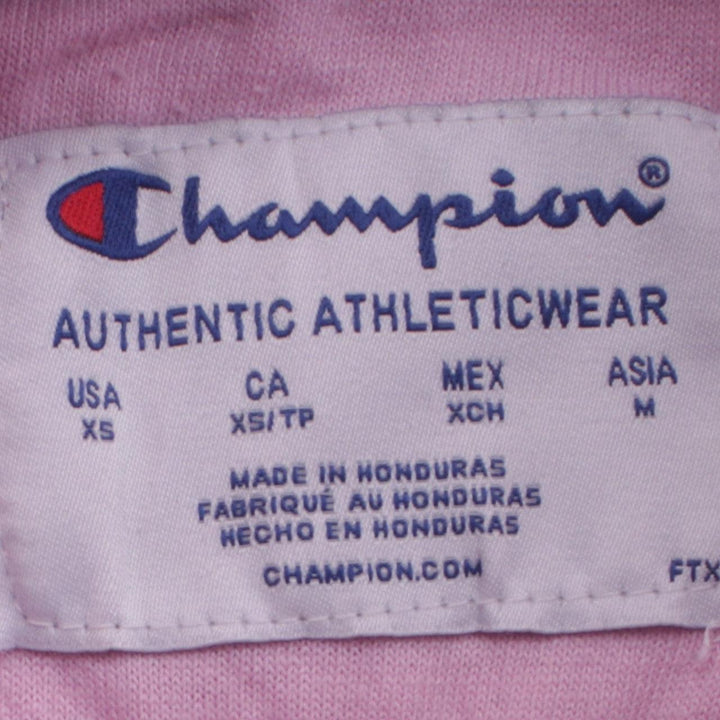 Champion®
AUTHENTIC ATHLETICWEAR
USA CA MEX ASIA
XS XS/TP XCH M
MADE IN HONDURAS
FABRIQUÉ AU HONDURAS
HECHO EN HONDURAS
CHAMPION.COM
FTX